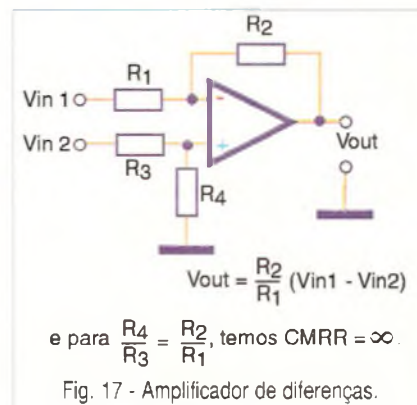 R2
R1
Vin 1
-
Vin 2
+
Vout
R3
R4
Vout = R2/R1 (Vin1 - Vin2)
e para R4/R3 = R2/R1, temos CMRR = ∞
Fig. 17 - Amplificador de diferenças.